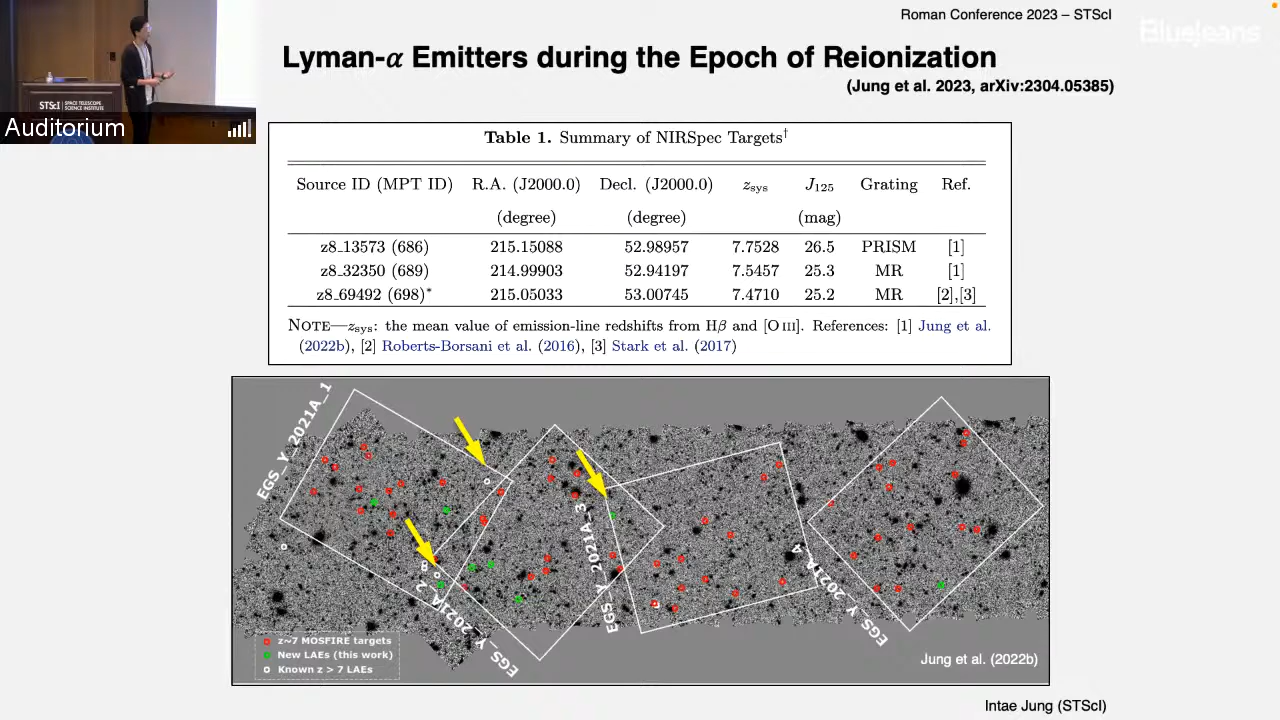 Roman Conference 2023 – STScI
BlueJeans
Lyman-α Emitters during the Epoch of Reionization
(Jung et al. 2023, arXiv:2304.05385)
STScI | SPACE TELESCOPE SCIENCE INSTITUTE
Auditorium
Table 1. Summary of NIRSpec Targets†
Source ID (MPT ID) R.A. (J2000.0) Decl. (J2000.0) zsys J125 Grating Ref.
(degree) (degree) (mag)
z8_13573 (686) 215.15088 52.98957 7.7528 26.5 PRISM [1]
z8_32350 (689) 214.99903 52.94197 7.5457 25.3 MR [1]
z8_69492 (698)* 215.05033 53.00745 7.4710 25.2 MR [2],[3]
NOTE—zsys: the mean value of emission-line redshifts from Hβ and [O III]. References: [1] Jung et al.
(2022b), [2] Roberts-Borsani et al. (2016), [3] Stark et al. (2017)
EGS_Y_2021A_1
EGS_Y_2021A_2
EGS_Y_2021A_3
EGS_Y_2021A_4
z~7 MOSFIRE targets
New LAEs (this work)
Known z > 7 LAEs
Jung et al. (2022b)
Intae Jung (STScI)